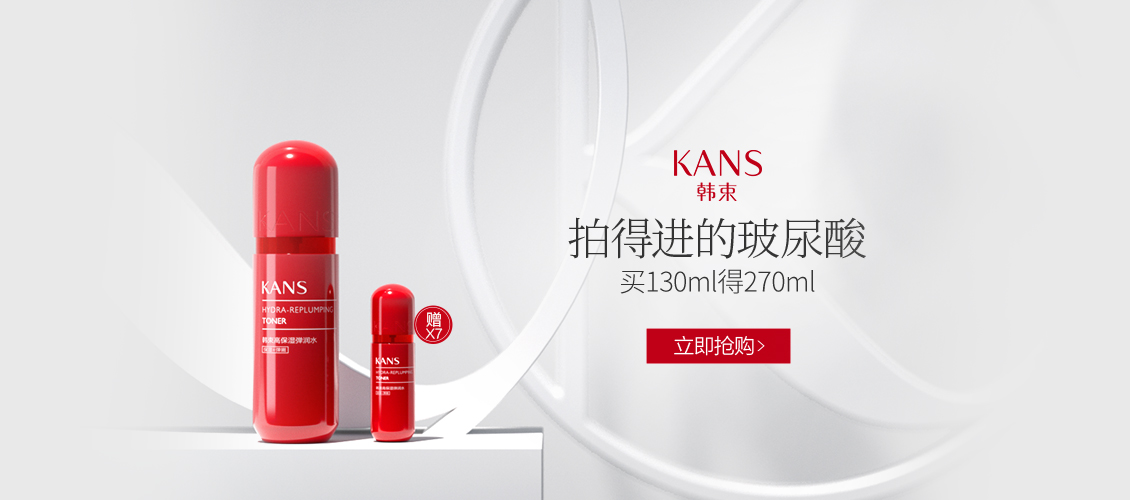 KANS
韩束
拍得进的玻尿酸
买130ml得270ml
立即抢购>
KANS
KANS
HYDRA-REPLUMPING
TONER
韩束高保湿弹润水
赠
X7
KANS
HYDRA-REPLUMPING
TONER